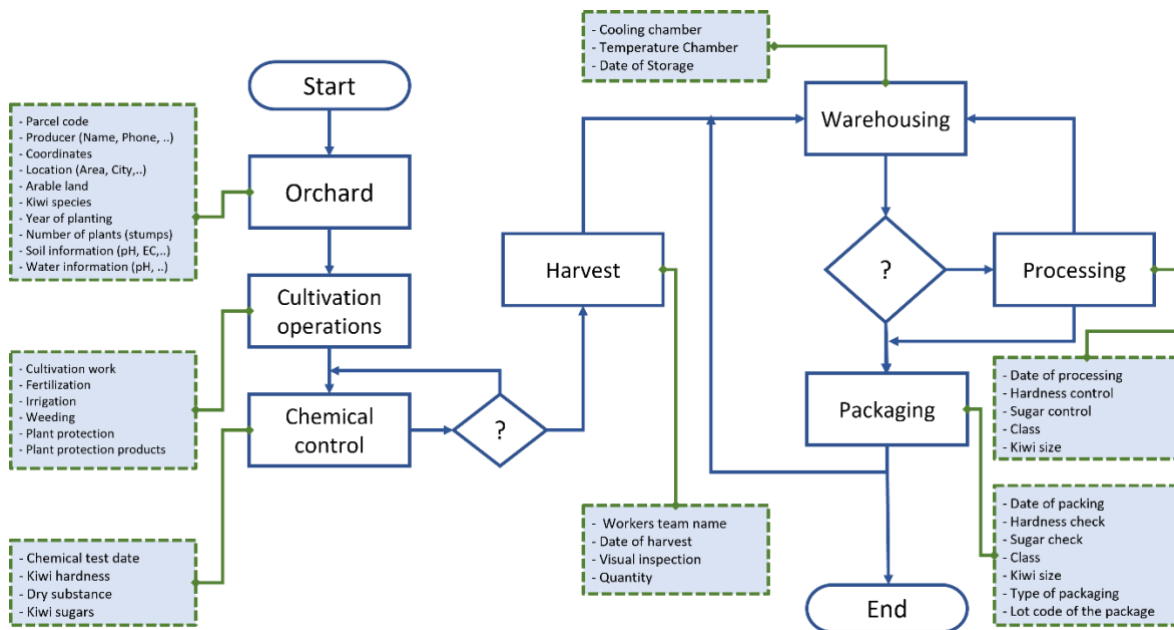 Start
- Parcel code
- Producer (Name, Phone, ..)
- Coordinates
- Location (Area, City,..)
- Arable land
- Kiwi species
- Year of planting
- Number of plants (stumps)
- Soil information (pH, EC,..)
- Water information (pH, ..)
Orchard
Cultivation
operations
- Cultivation work
- Fertilization
- Irrigation
- Weeding
- Plant protection
- Plant protection products
Chemical
control
?
- Chemical test date
- Kiwi hardness
- Dry substance
- Kiwi sugars
Harvest
- Workers team name
- Date of harvest
- Visual inspection
- Quantity
- Cooling chamber
- Temperature Chamber
- Date of Storage
Warehousing
?
Processing
- Date of processing
- Hardness control
- Sugar control
- Class
- Kiwi size
Packaging
- Date of packing
- Hardness check
- Sugar check
- Class
- Kiwi size
- Type of packaging
- Lot code of the package
End